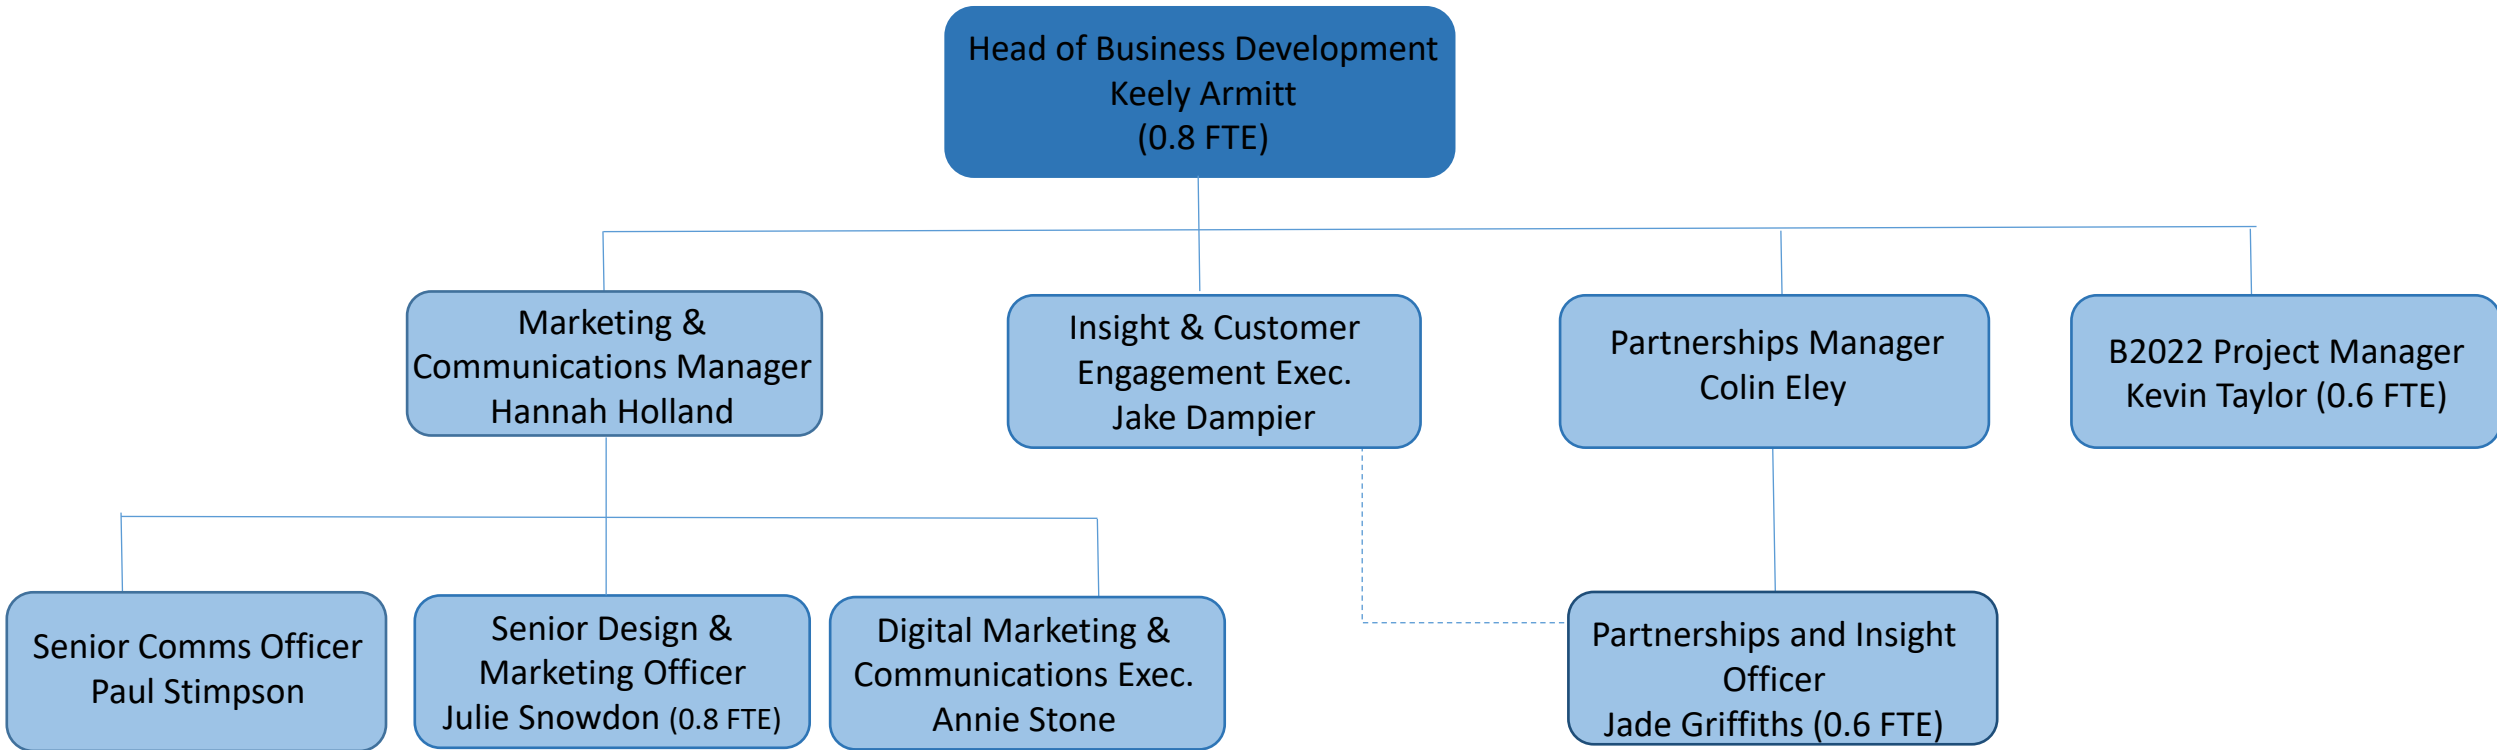 Head of Business Development
Keely Armitt
(0.8 FTE)
Marketing &
Communications Manager
Hannah Holland
Insight & Customer
Engagement Exec.
Jake Dampier
Partnerships Manager
Colin Eley
B2022 Project Manager
Kevin Taylor (0.6 FTE)
Senior Comms Officer
Paul Stimpson
Senior Design &
Marketing Officer
Julie Snowdon (0.8 FTE)
Digital Marketing &
Communications Exec.
Annie Stone
Partnerships and Insight
Officer
Jade Griffiths (0.6 FTE)